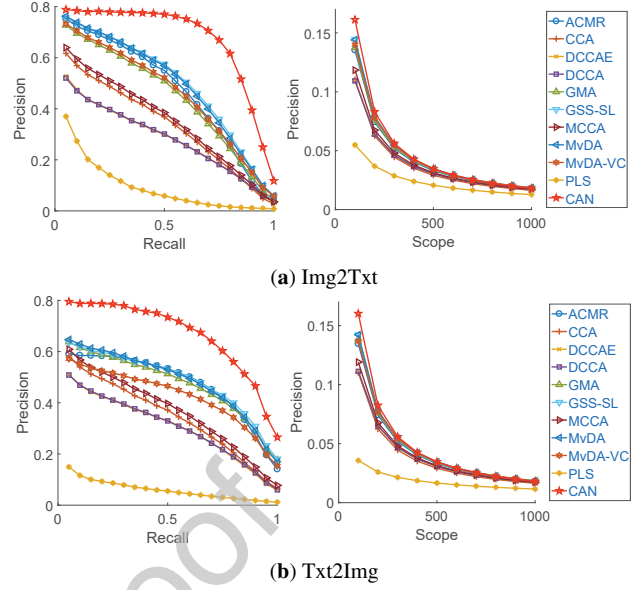 0.8
0.6
0.4
0.2
0
Precision
0 0.5 1
Recall
0.15
0.1
0.05
0
Precision
0 500 1000
Scope
ACMR
CCA
DCCAE
DCCA
GMA
GSS-SL
MCCA
MvDA
MvDA-VC
PLS
CAN
(a) Img2Txt
0.8
0.6
0.4
0.2
0
Precision
0 0.5 1
Recall
0.15
0.1
0.05
0
Precision
0 500 1000
Scope
ACMR
CCA
DCCAE
DCCA
GMA
GSS-SL
MCCA
MvDA
MvDA-VC
PLS
CAN
(b) Txt2Img